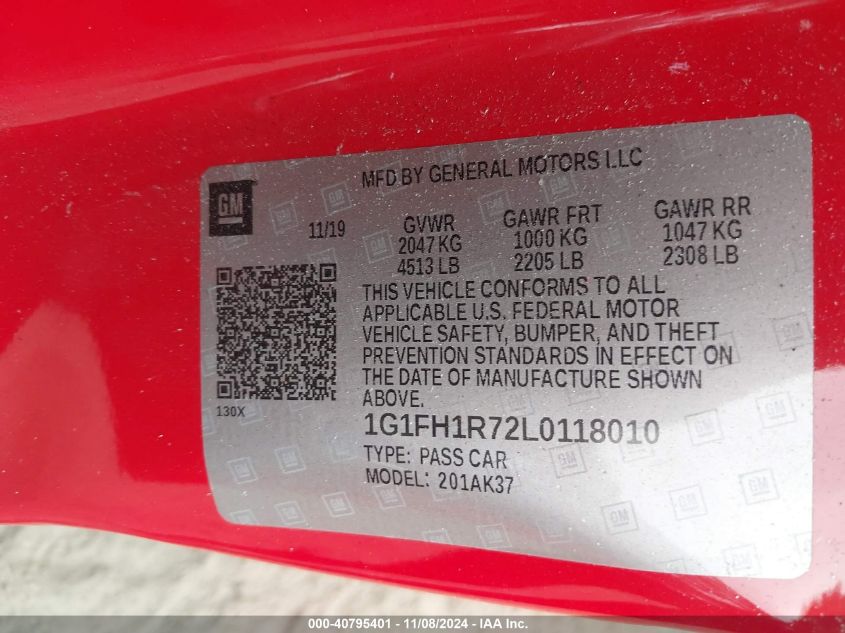 MFD BY GENERAL MOTORS LLC
GM
11/19
GVWR GAWR FRT GAWR RR
2047 KG 1000 KG 1047 KG
4513 LB 2205 LB 2308 LB
THIS VEHICLE CONFORMS TO ALL
APPLICABLE U.S. FEDERAL MOTOR
VEHICLE SAFETY, BUMPER, AND THEFT
PREVENTION STANDARDS IN EFFECT ON
THE DATE OF MANUFACTURE SHOWN
ABOVE.
130X
1G1FH1R72L0118010
TYPE: PASS CAR
MODEL: 201AK37
000-40795401 - 11/08/2024 - IAA, Inc.